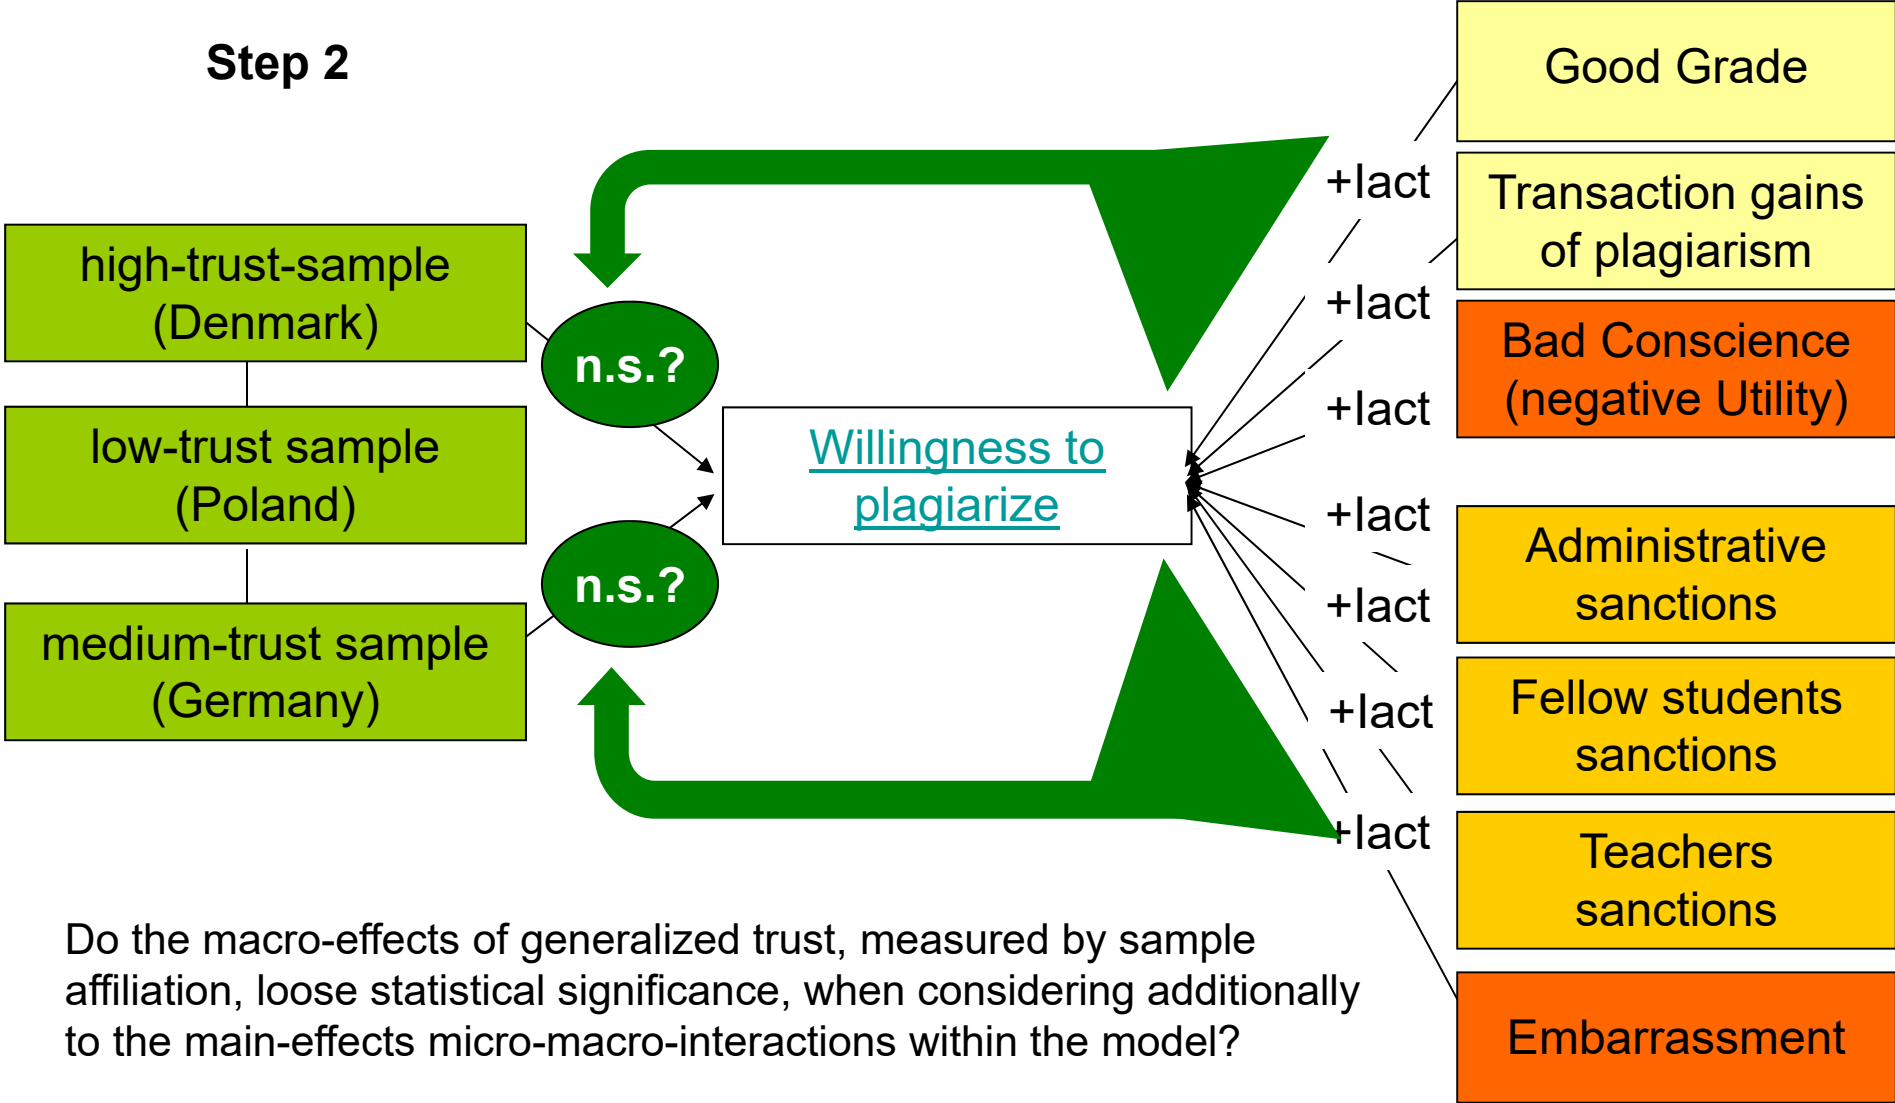 Step 2
high-trust-sample
(Denmark)
low-trust sample
(Poland)
medium-trust sample
(Germany)
n.s.?
n.s.?
Willingness to
plagiarize
+Iact
+Iact
+Iact
+Iact
+Iact
+Iact
+Iact
Good Grade
Transaction gains
of plagiarism
Bad Conscience
(negative Utility)
Administrative
sanctions
Fellow students
sanctions
Teachers
sanctions
Embarrassment
Do the macro-effects of generalized trust, measured by sample
affiliation, loose statistical significance, when considering additionally
to the main-effects micro-macro-interactions within the model?